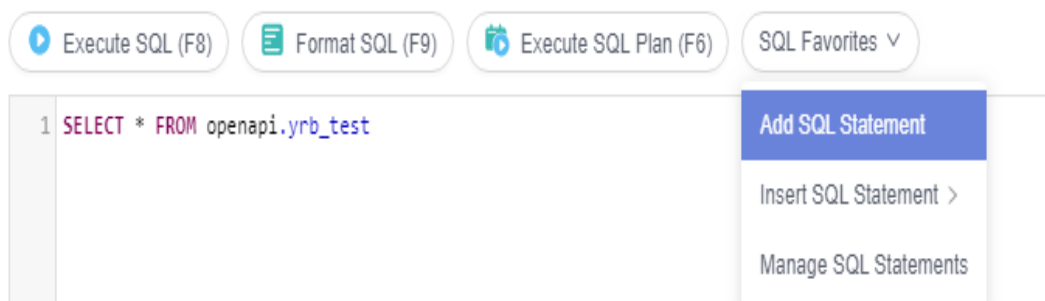 Execute SQL (F8) Format SQL (F9) Execute SQL Plan (F6) SQL Favorites
1 SELECT * FROM openapi.yrb_test
Add SQL Statement
Insert SQL Statement >
Manage SQL Statements